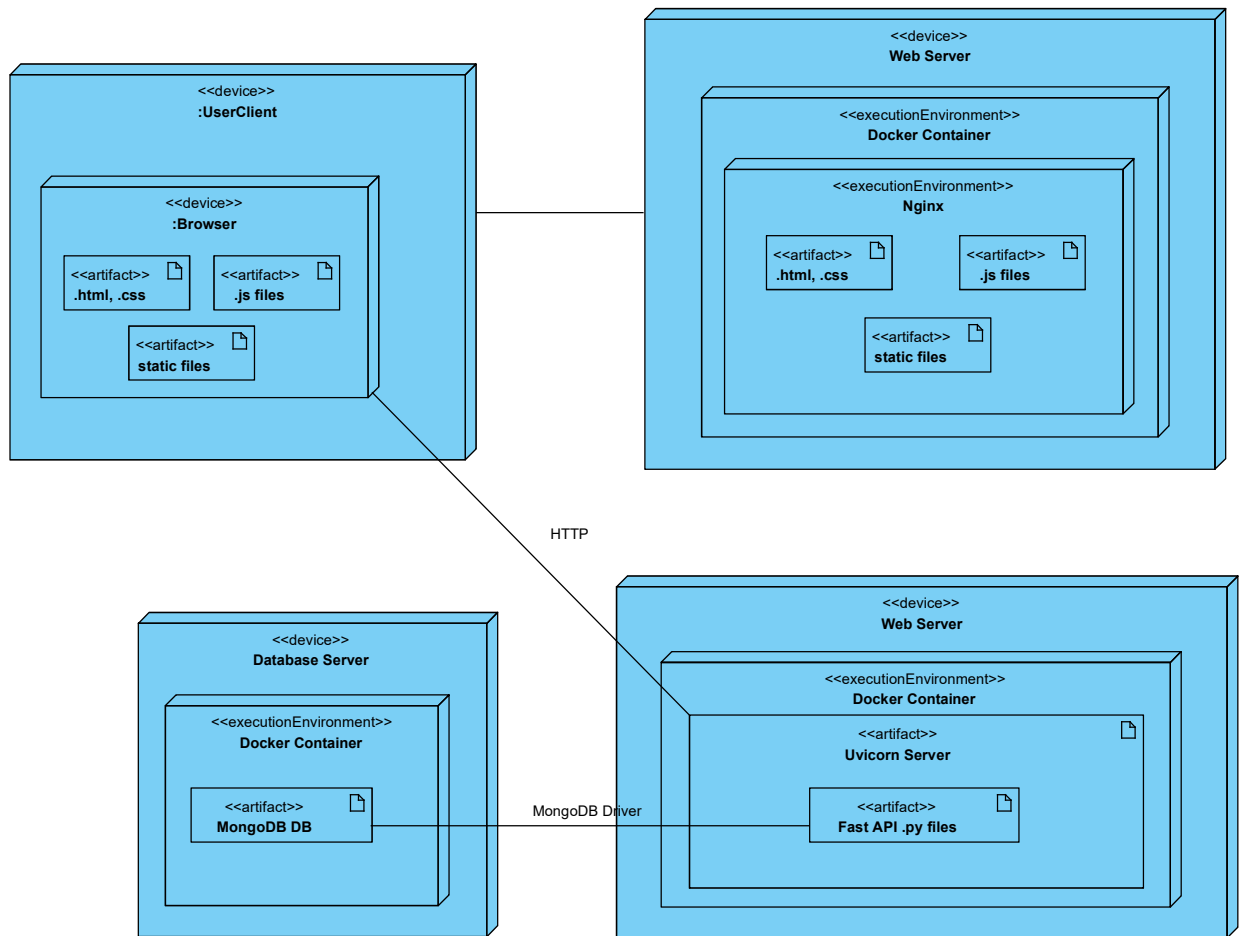 <<device>>
:UserClient
<<device>>
:Browser
<<artifact>>
.html, .css
<<artifact>>
.js files
<<artifact>>
static files
<<device>>
Web Server
<<executionEnvironment>>
Docker Container
<<executionEnvironment>>
Nginx
<<artifact>>
.html, .css
<<artifact>>
.js files
<<artifact>>
static files
HTTP
<<device>>
Database Server
<<executionEnvironment>>
Docker Container
<<artifact>>
MongoDB DB
MongoDB Driver
<<device>>
Web Server
<<executionEnvironment>>
Docker Container
<<artifact>>
Uvicorn Server
<<artifact>>
Fast API .py files